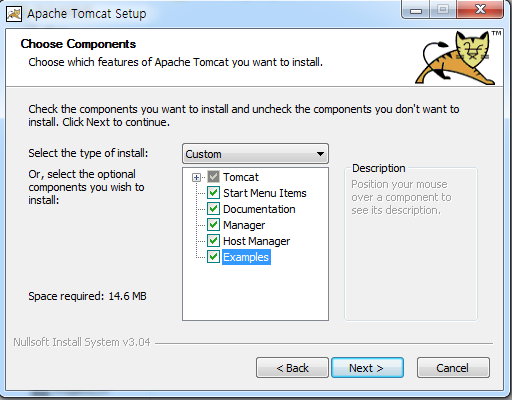 Apache Tomcat Setup
Choose Components
Choose which features of Apache Tomcat you want to install.
TM
Check the components you want to install and uncheck the components you don't want to
install. Click Next to continue.
Select the type of install:
Custom
Or, select the optional
components you wish to
install:
Tomcat
Start Menu Items
Documentation
Manager
Host Manager
Examples
Description
Position your mouse
over a component to
see its description.
Space required: 14.6 MB
Nullsoft Install System v3.04
< Back
Next >
Cancel